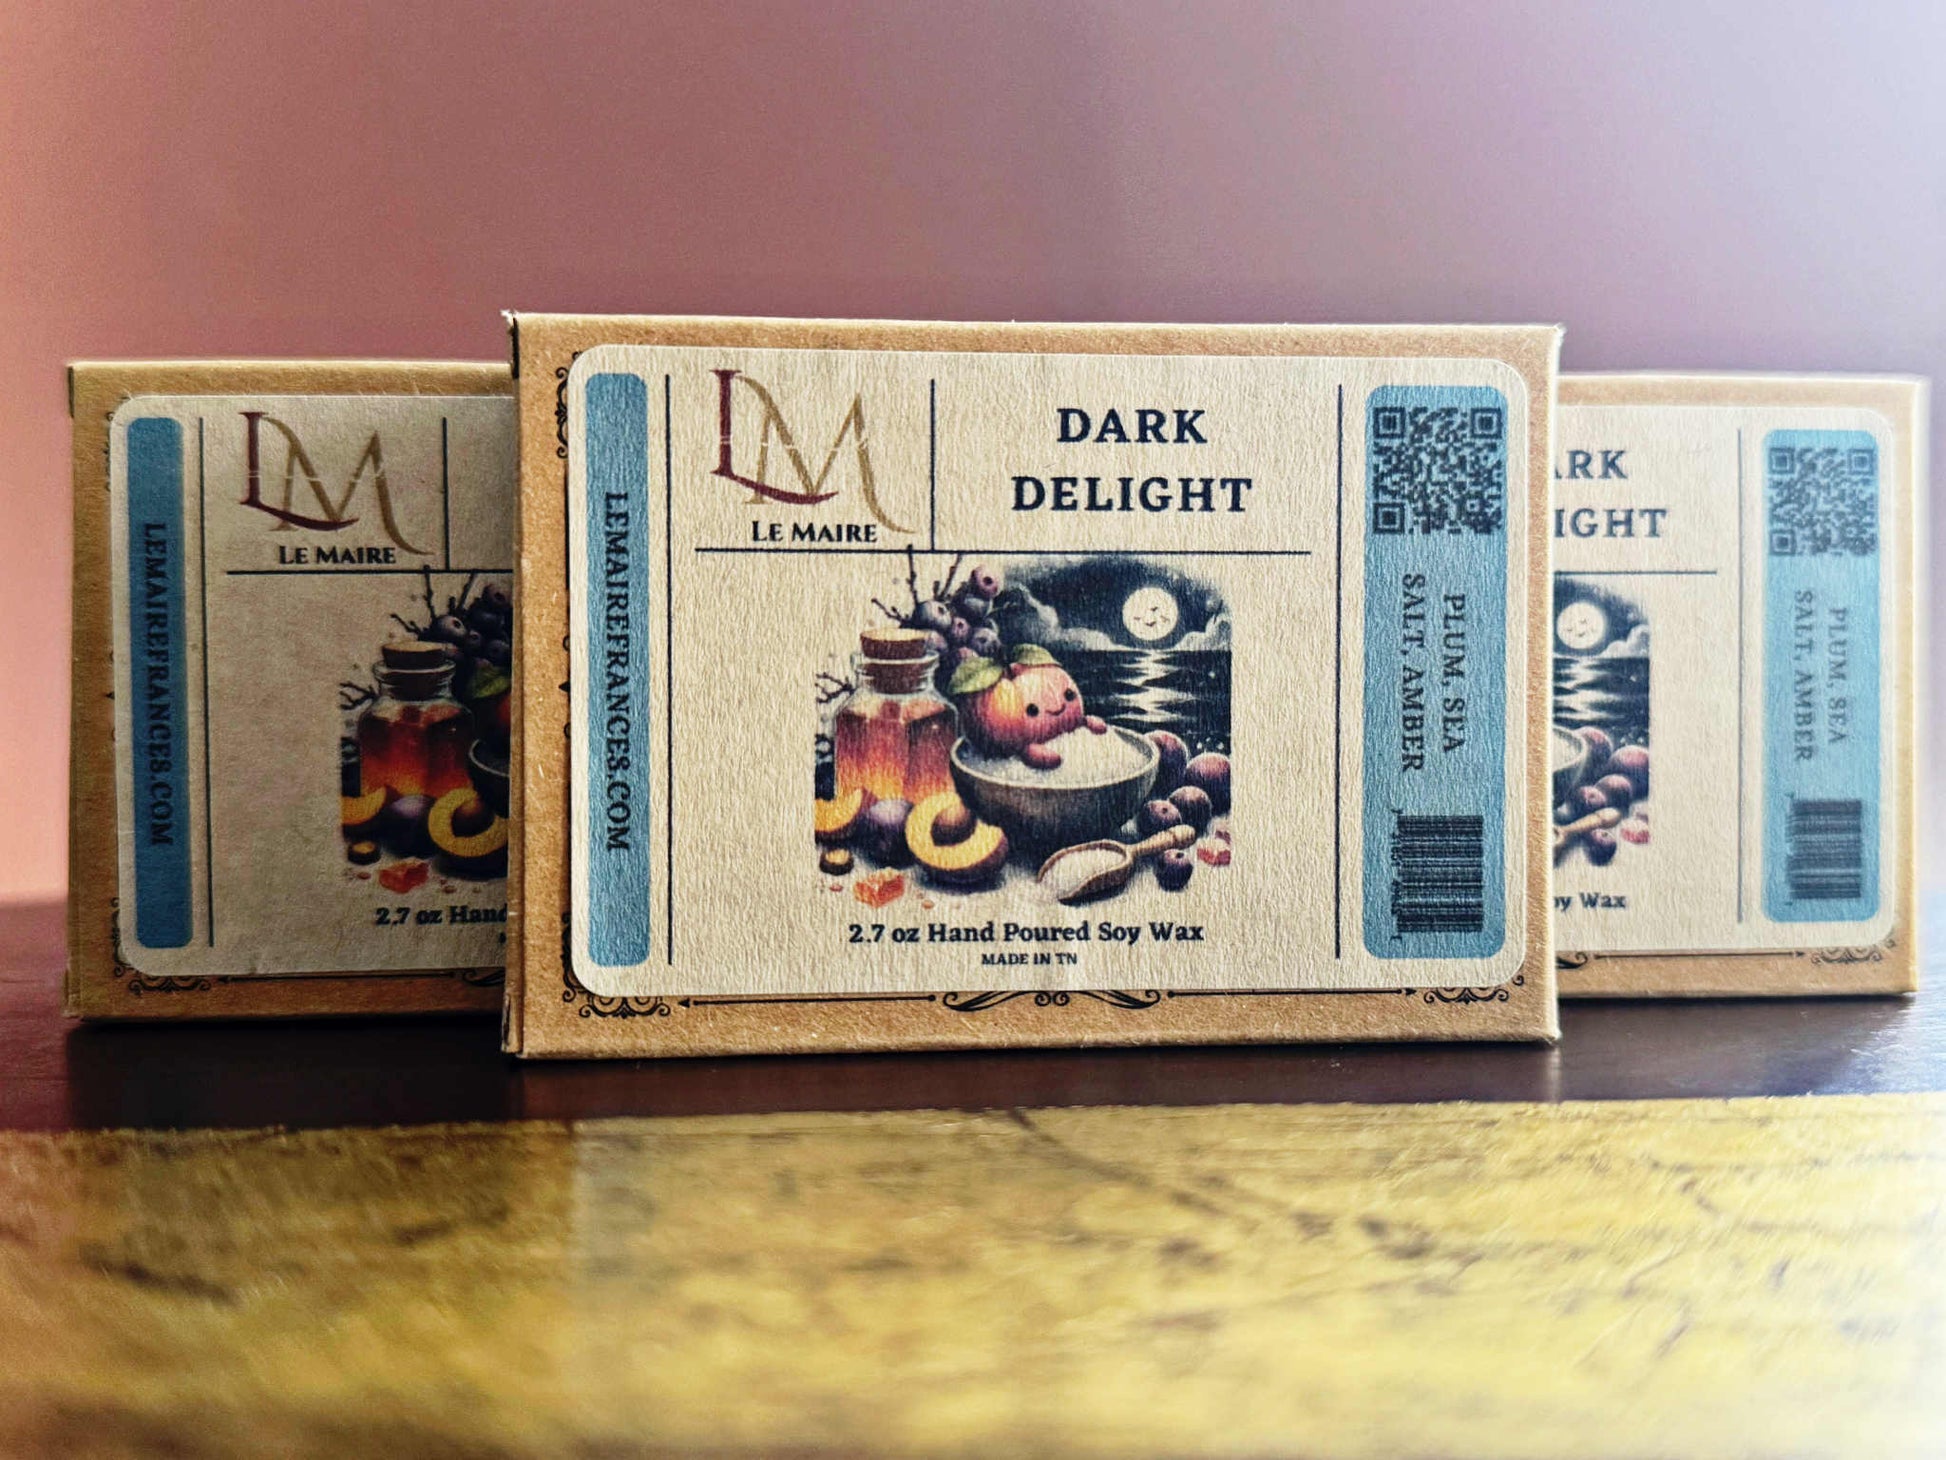 LEMAIREFRANCES.COM
LM
LE MAIRE
2.7 oz Hand
LEMAIREFRANCES.COM
LM
LE MAIRE
DARK
DELIGHT
PLUM, SEA
SALT, AMBER
2.7 oz Hand Poured Soy Wax
MADE IN TN
ARK
IGHT
PLUM, SEA
SALT, AMBER
oy Wax